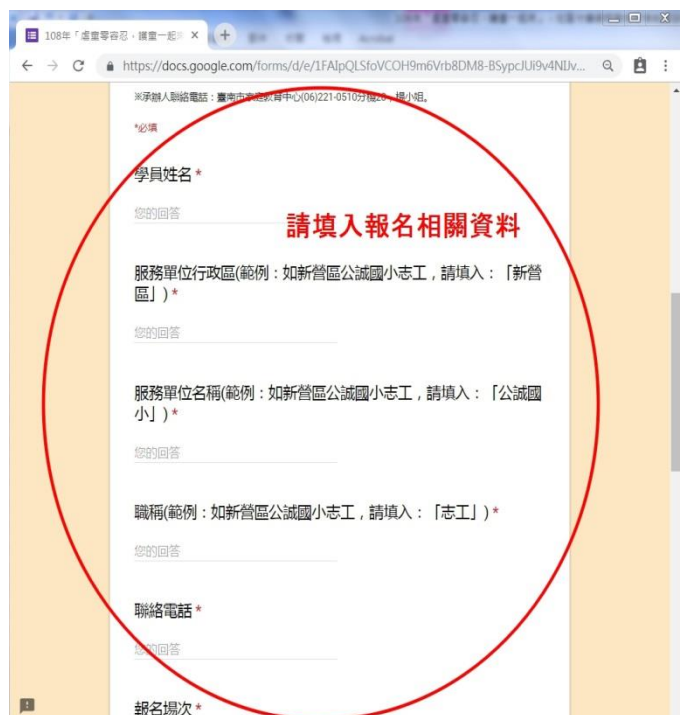 108年「虐童零容忍，護童一起
https://docs.google.com/forms/d/e/1FAIpQLSfoVCOH9m6Vrb8DM8-BSypcJUi9v4NIJv...
※承辦人聯絡電話：臺南市家庭教育中心(06)221-0510分機20，楊小姐。
*必填
學員姓名 *
您的回答
請填入報名相關資料
服務單位行政區(範例：如新營區公誠國小志工，請填入：「新營
區」) *
您的回答
服務單位名稱(範例：如新營區公誠國小志工，請填入：「公誠國
小」) *
您的回答
職稱(範例：如新營區公誠國小志工，請填入：「志工」) *
您的回答
聯絡電話 *
您的回答
報名場次 *